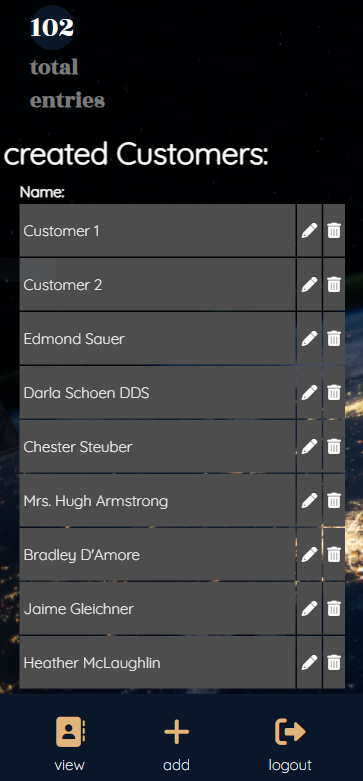 102
total
entries
created Customers:
Name:
Customer 1
Customer 2
Edmond Sauer
Darla Schoen DDS
Chester Steuber
Mrs. Hugh Armstrong
Bradley D'Amore
Jaime Gleichner
Heather McLaughlin
view add logout